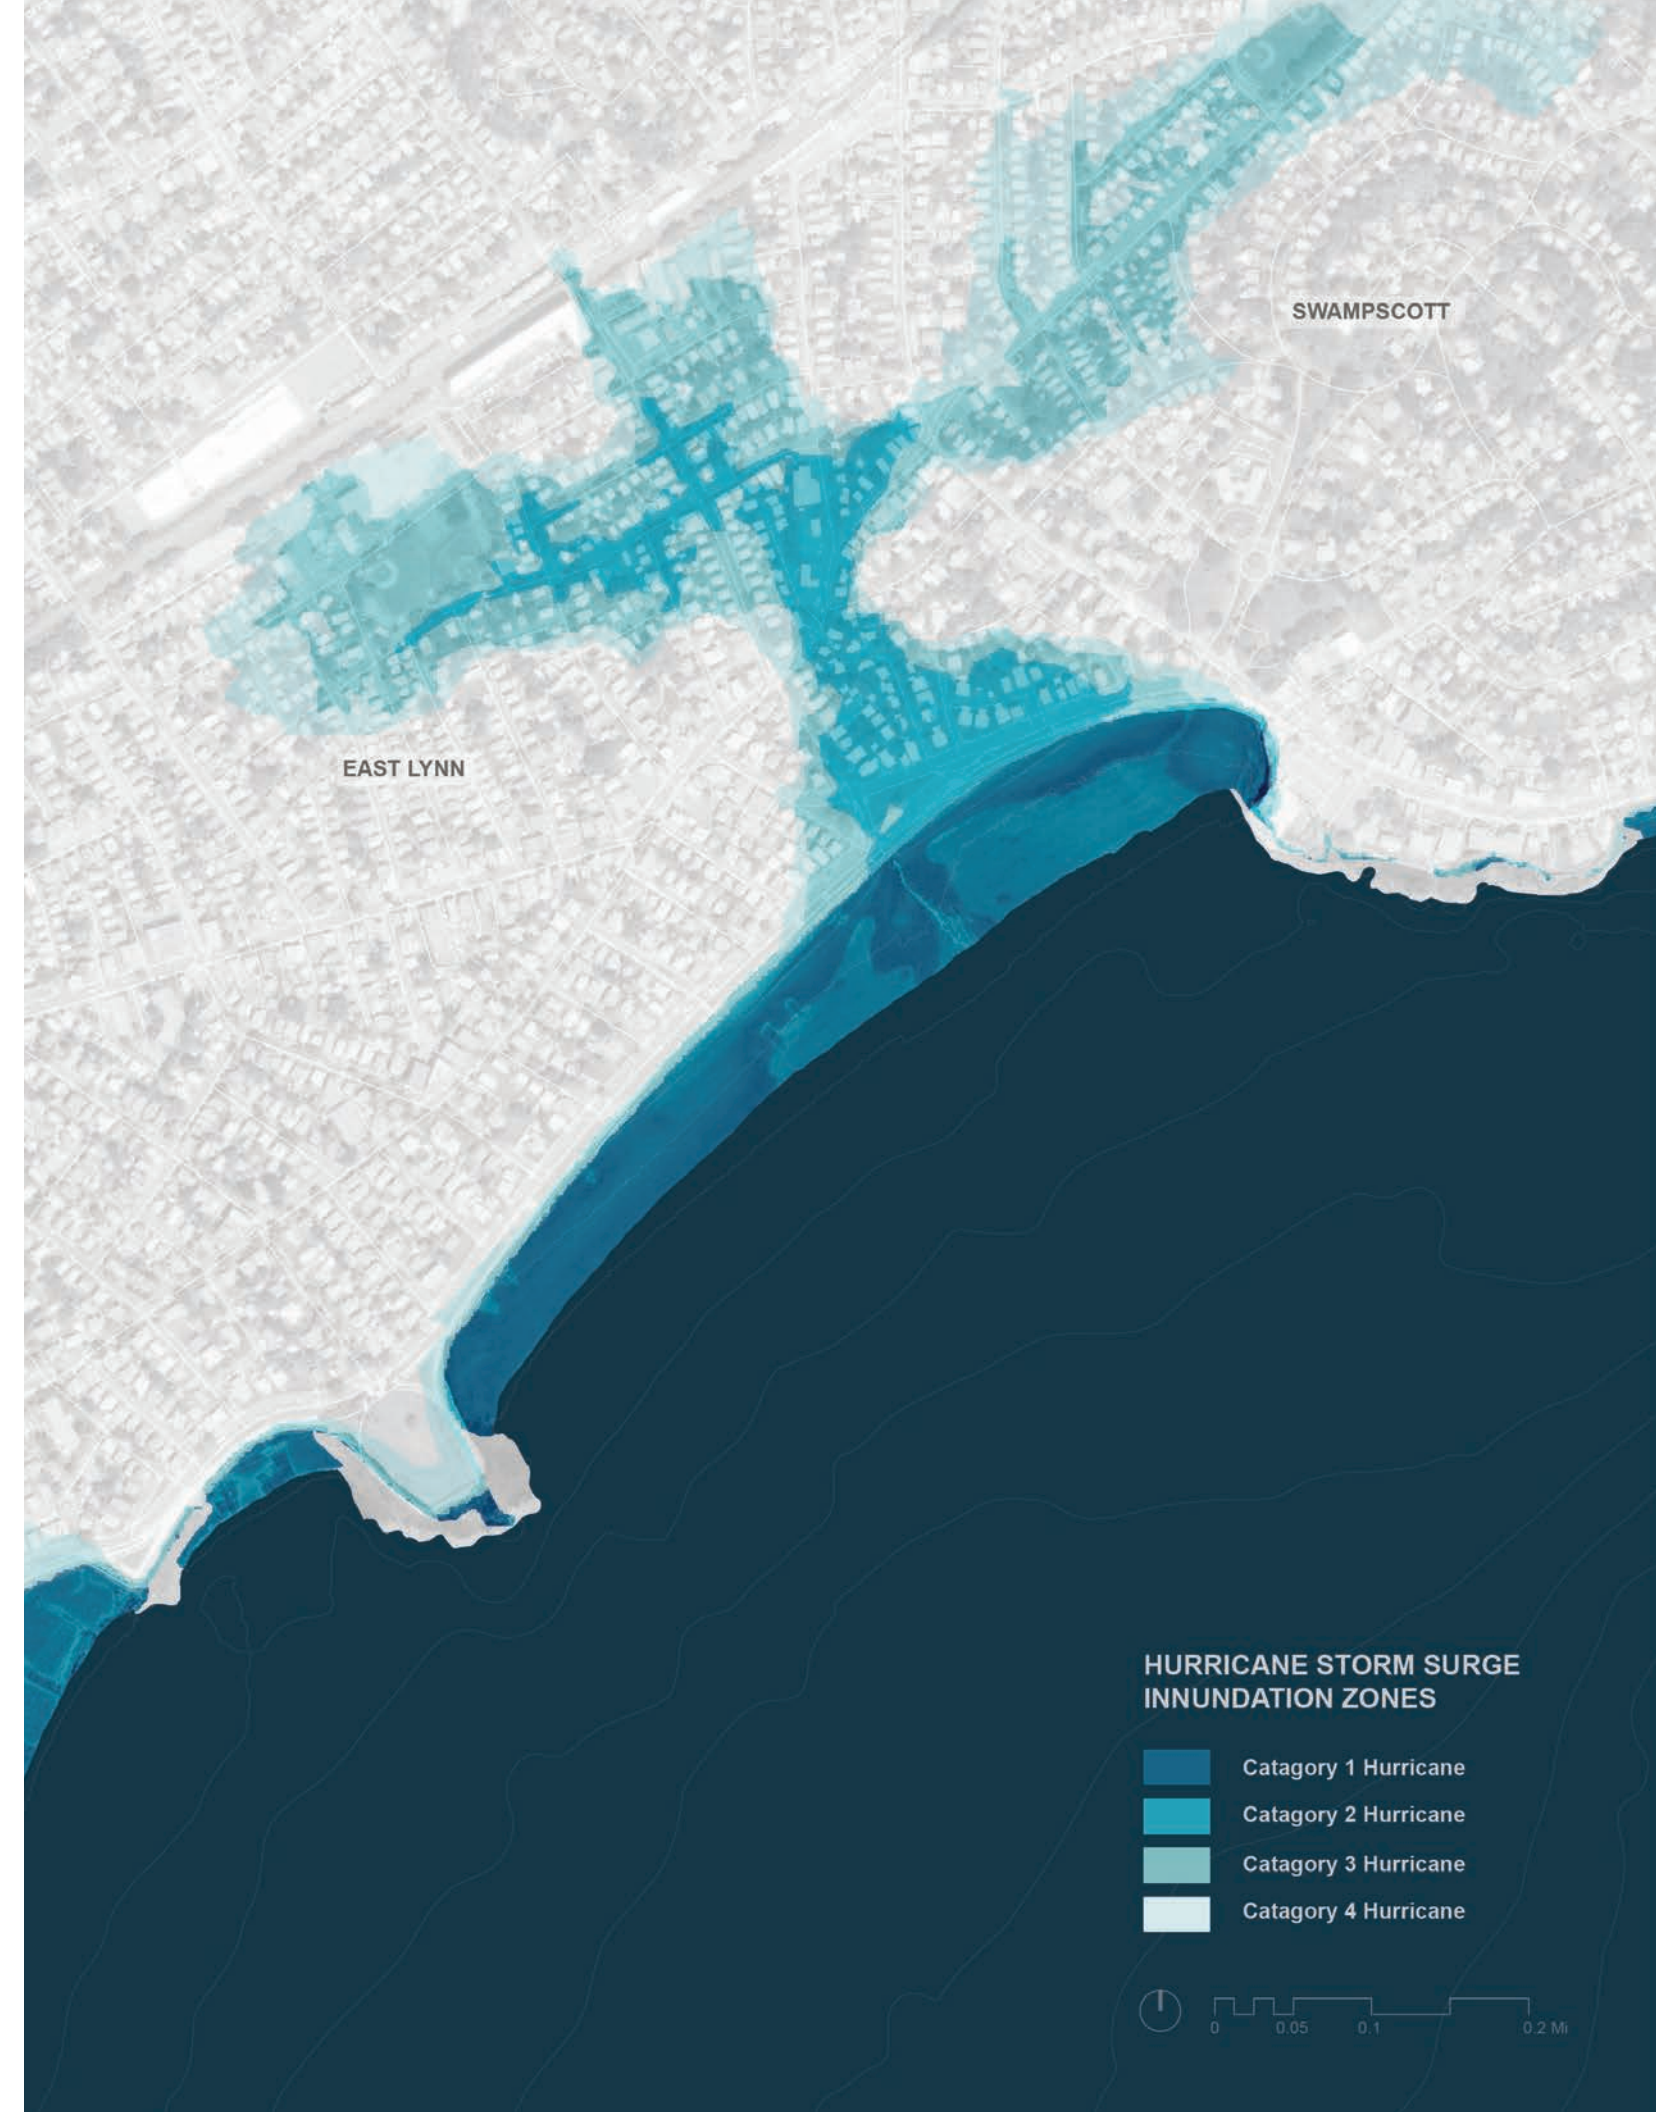 SWAMPSCOTT
EAST LYNN
HURRICANE STORM SURGE
INNUNDATION ZONES
Catagory 1 Hurricane
Catagory 2 Hurricane
Catagory 3 Hurricane
Catagory 4 Hurricane
0 0.05 0.1 0.2 Mi